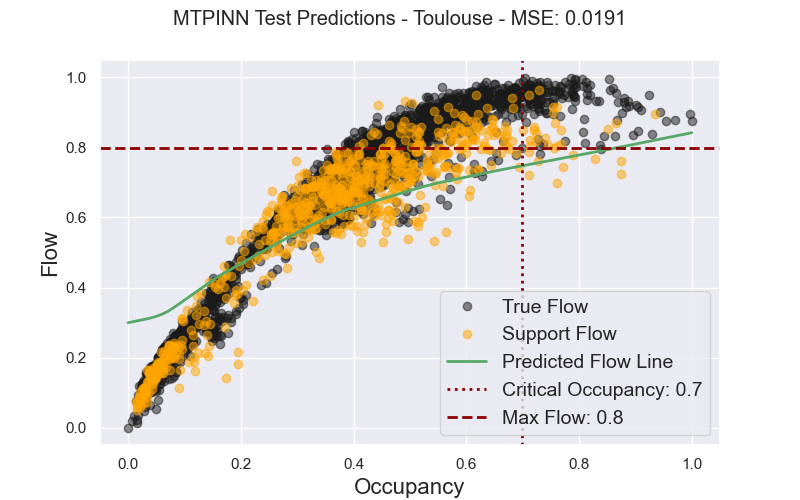 MTPINN Test Predictions - Toulouse - MSE: 0.0191
1.0
0.8
0.6
0.4
0.2
0.0
Flow
True Flow
Support Flow
Predicted Flow Line
Critical Occupancy: 0.7
Max Flow: 0.8
0.0 0.2 0.4 0.6 0.8 1.0
Occupancy